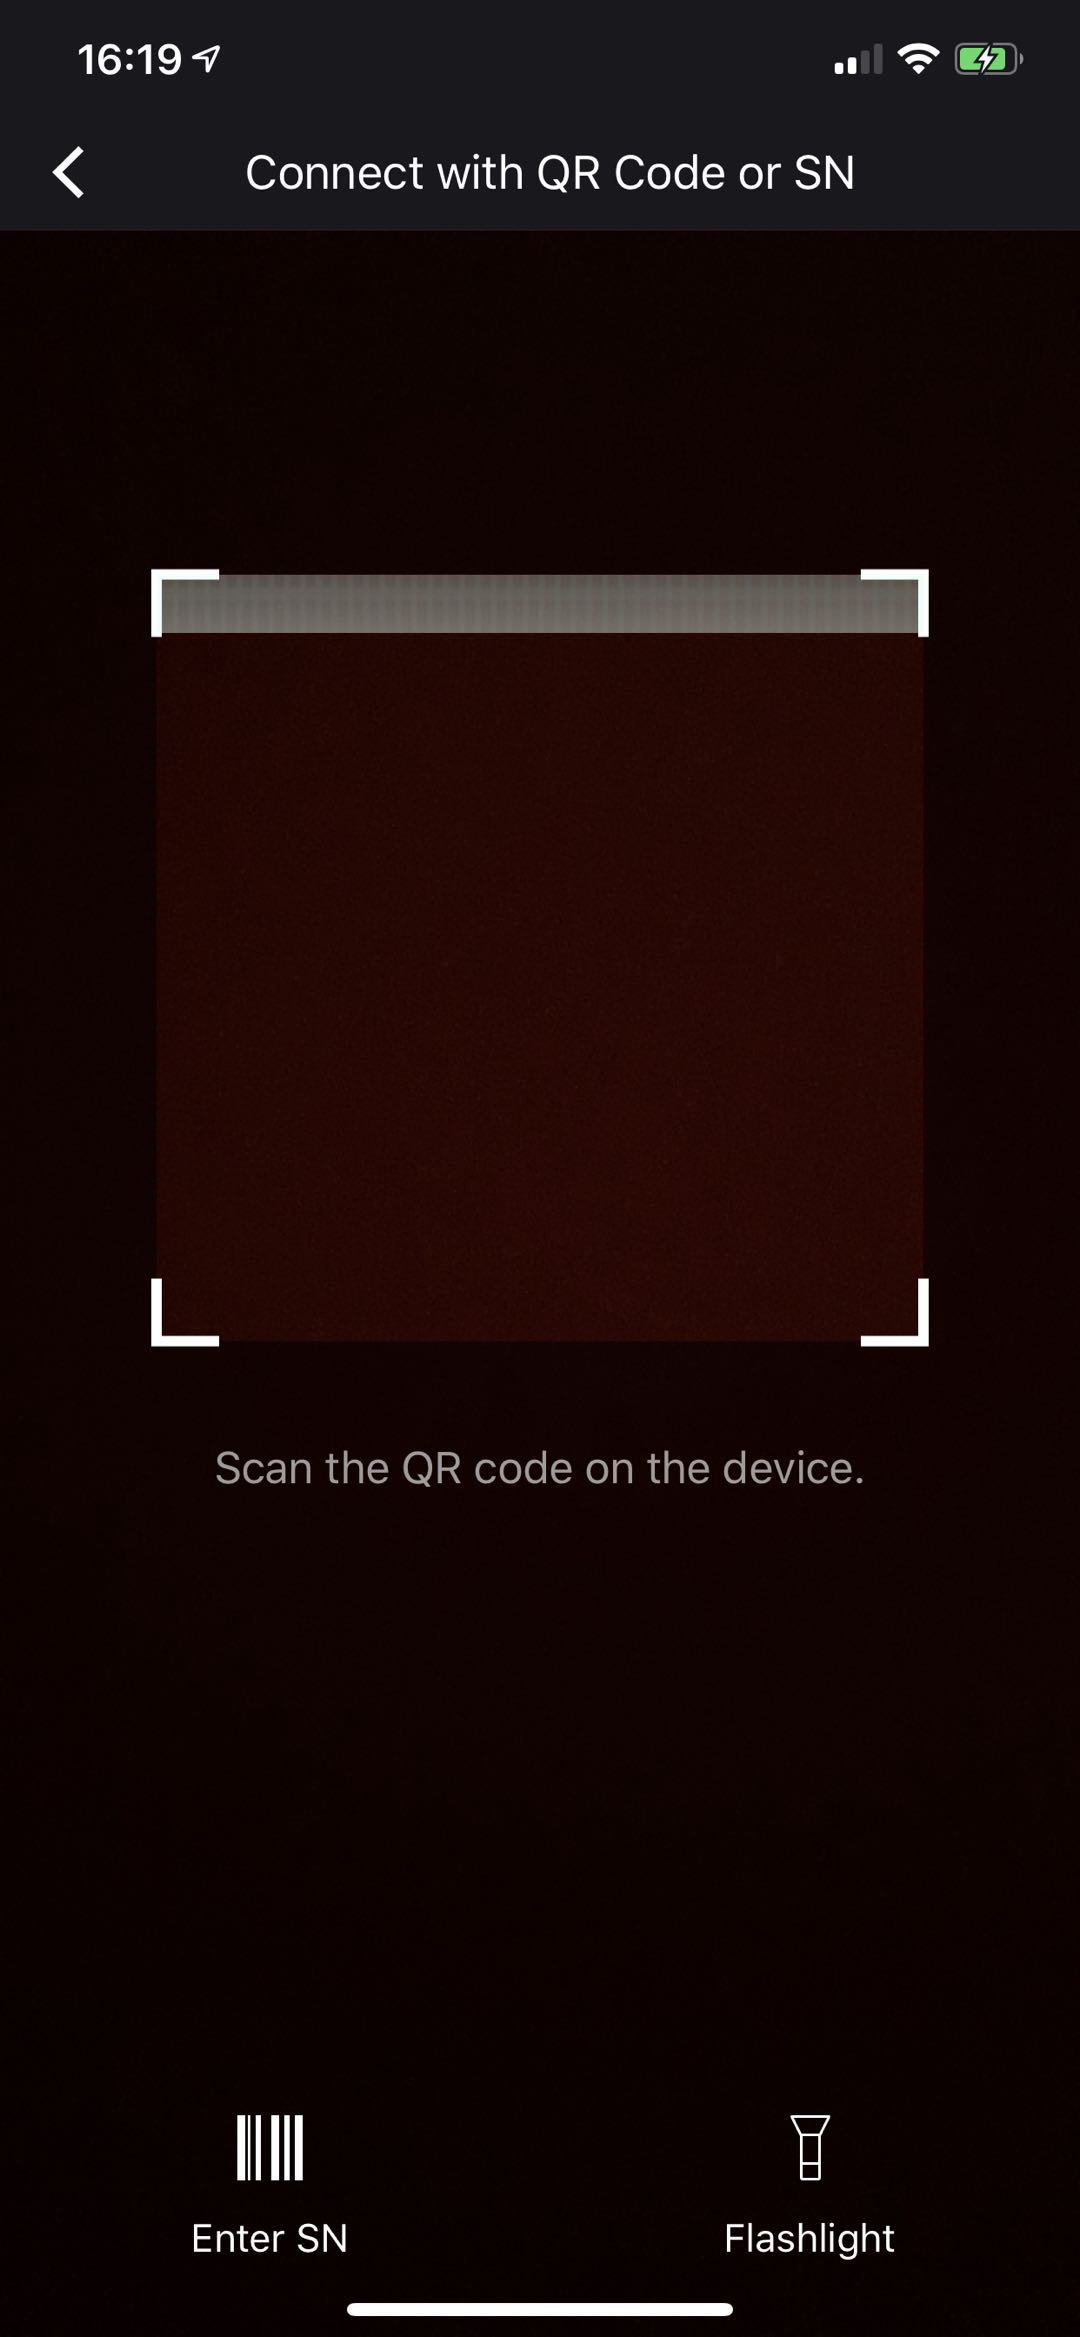 16:19
Connect with QR Code or SN
Scan the QR code on the device.
Enter SN
Flashlight